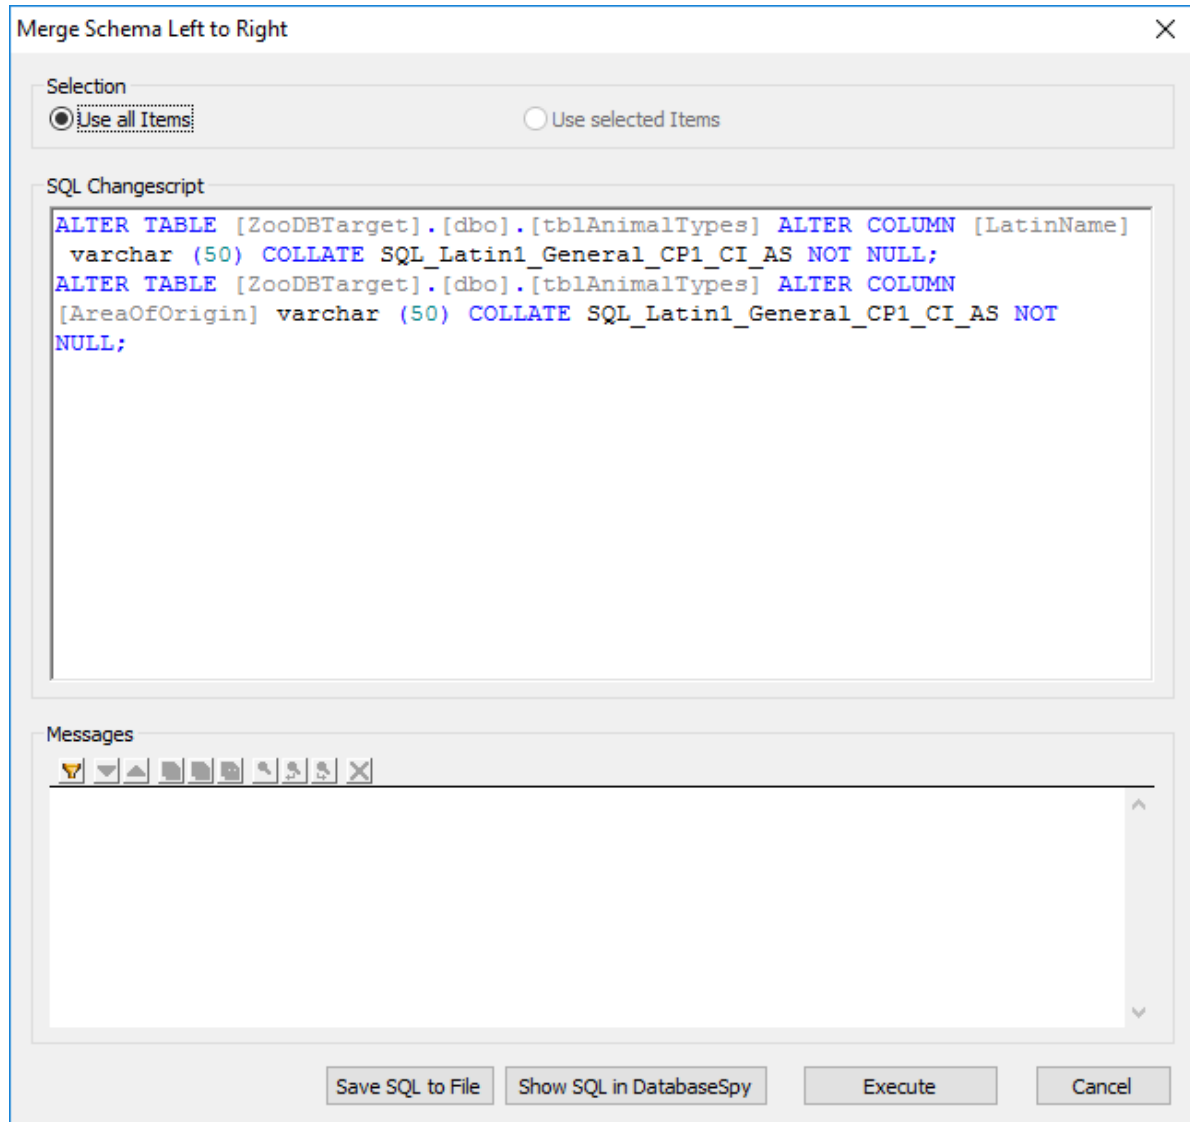 Merge Schema Left to Right
Selection
Use all Items
Use selected Items
SQL Changescript
ALTER TABLE [ZooDBTarget].[dbo].[tblAnimalTypes] ALTER COLUMN [LatinName]
varchar (50) COLLATE SQL_Latin1_General_CP1_CI_AS NOT NULL;
ALTER TABLE [ZooDBTarget].[dbo].[tblAnimalTypes] ALTER COLUMN
[AreaOfOrigin] varchar (50) COLLATE SQL_Latin1_General_CP1_CI_AS NOT
NULL;
Messages
Save SQL to File
Show SQL in DatabaseSpy
Execute
Cancel